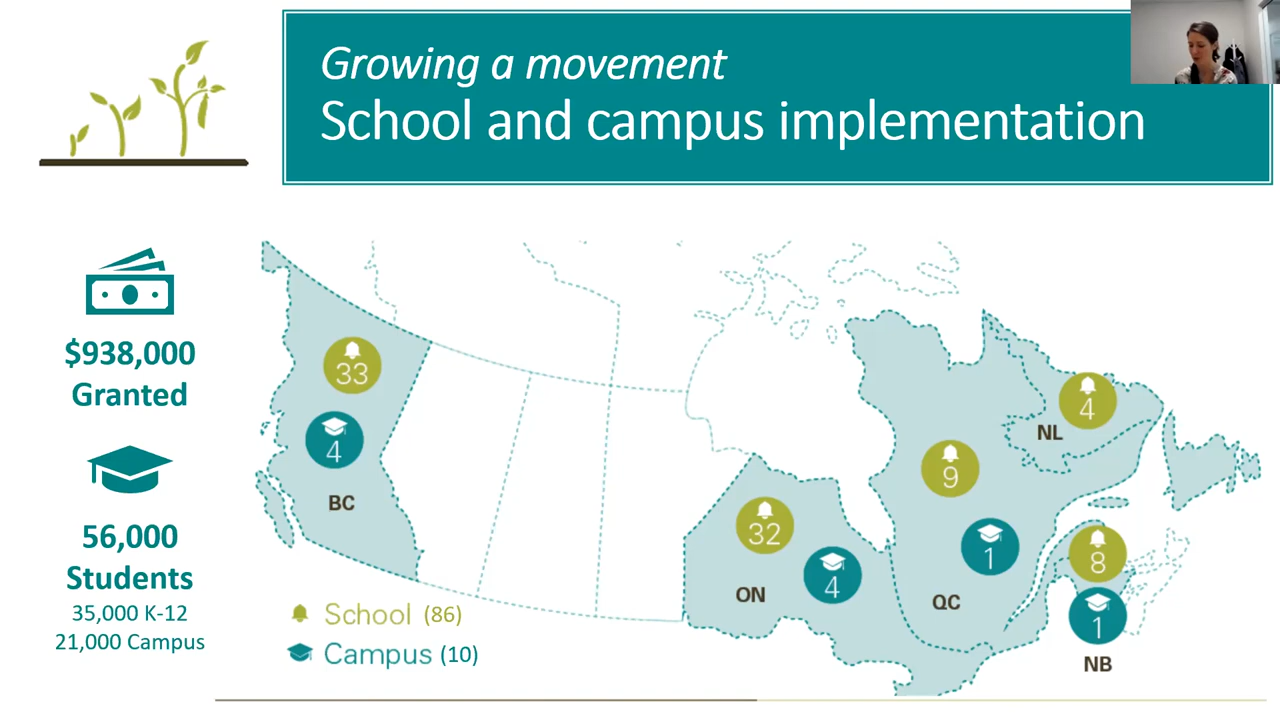 Growing a movement
School and campus implementation
$938,000
Granted
56,000
Students
35,000 K-12
21,000 Campus
33
4
BC
32
4
ON
9
1
QC
4
NL
8
1
NB
School (86)
Campus (10)